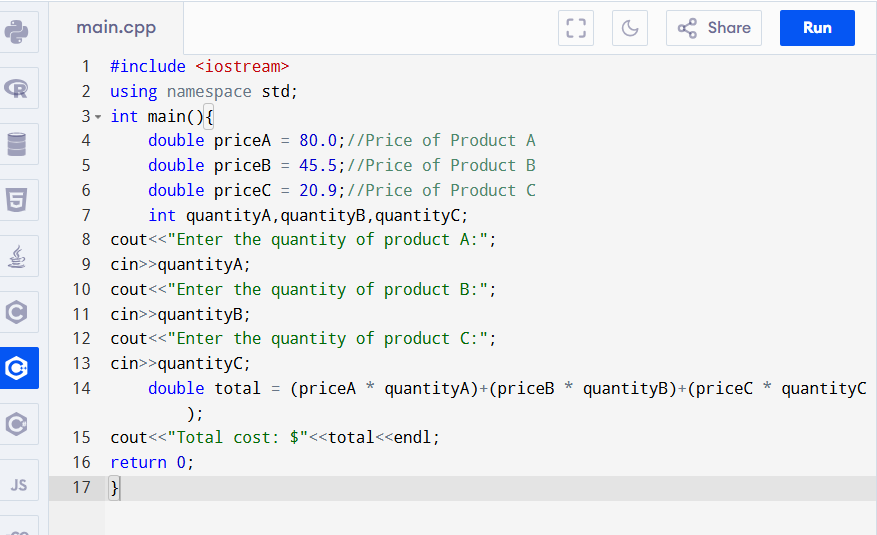 main.cpp
Share
Run
1 #include <iostream>
2 using namespace std;
3 int main(){
4     double priceA = 80.0;//Price of Product A
5     double priceB = 45.5;//Price of Product B
6     double priceC = 20.9;//Price of Product C
7     int quantityA,quantityB,quantityC;
8 cout<<"Enter the quantity of product A:";
9 cin>>quantityA;
10 cout<<"Enter the quantity of product B:";
11 cin>>quantityB;
12 cout<<"Enter the quantity of product C:";
13 cin>>quantityC;
14     double total = (priceA * quantityA)+(priceB * quantityB)+(priceC * quantityC
);
15 cout<<"Total cost: $"<<total<<endl;
16 return 0;
17 }
R
5
JS